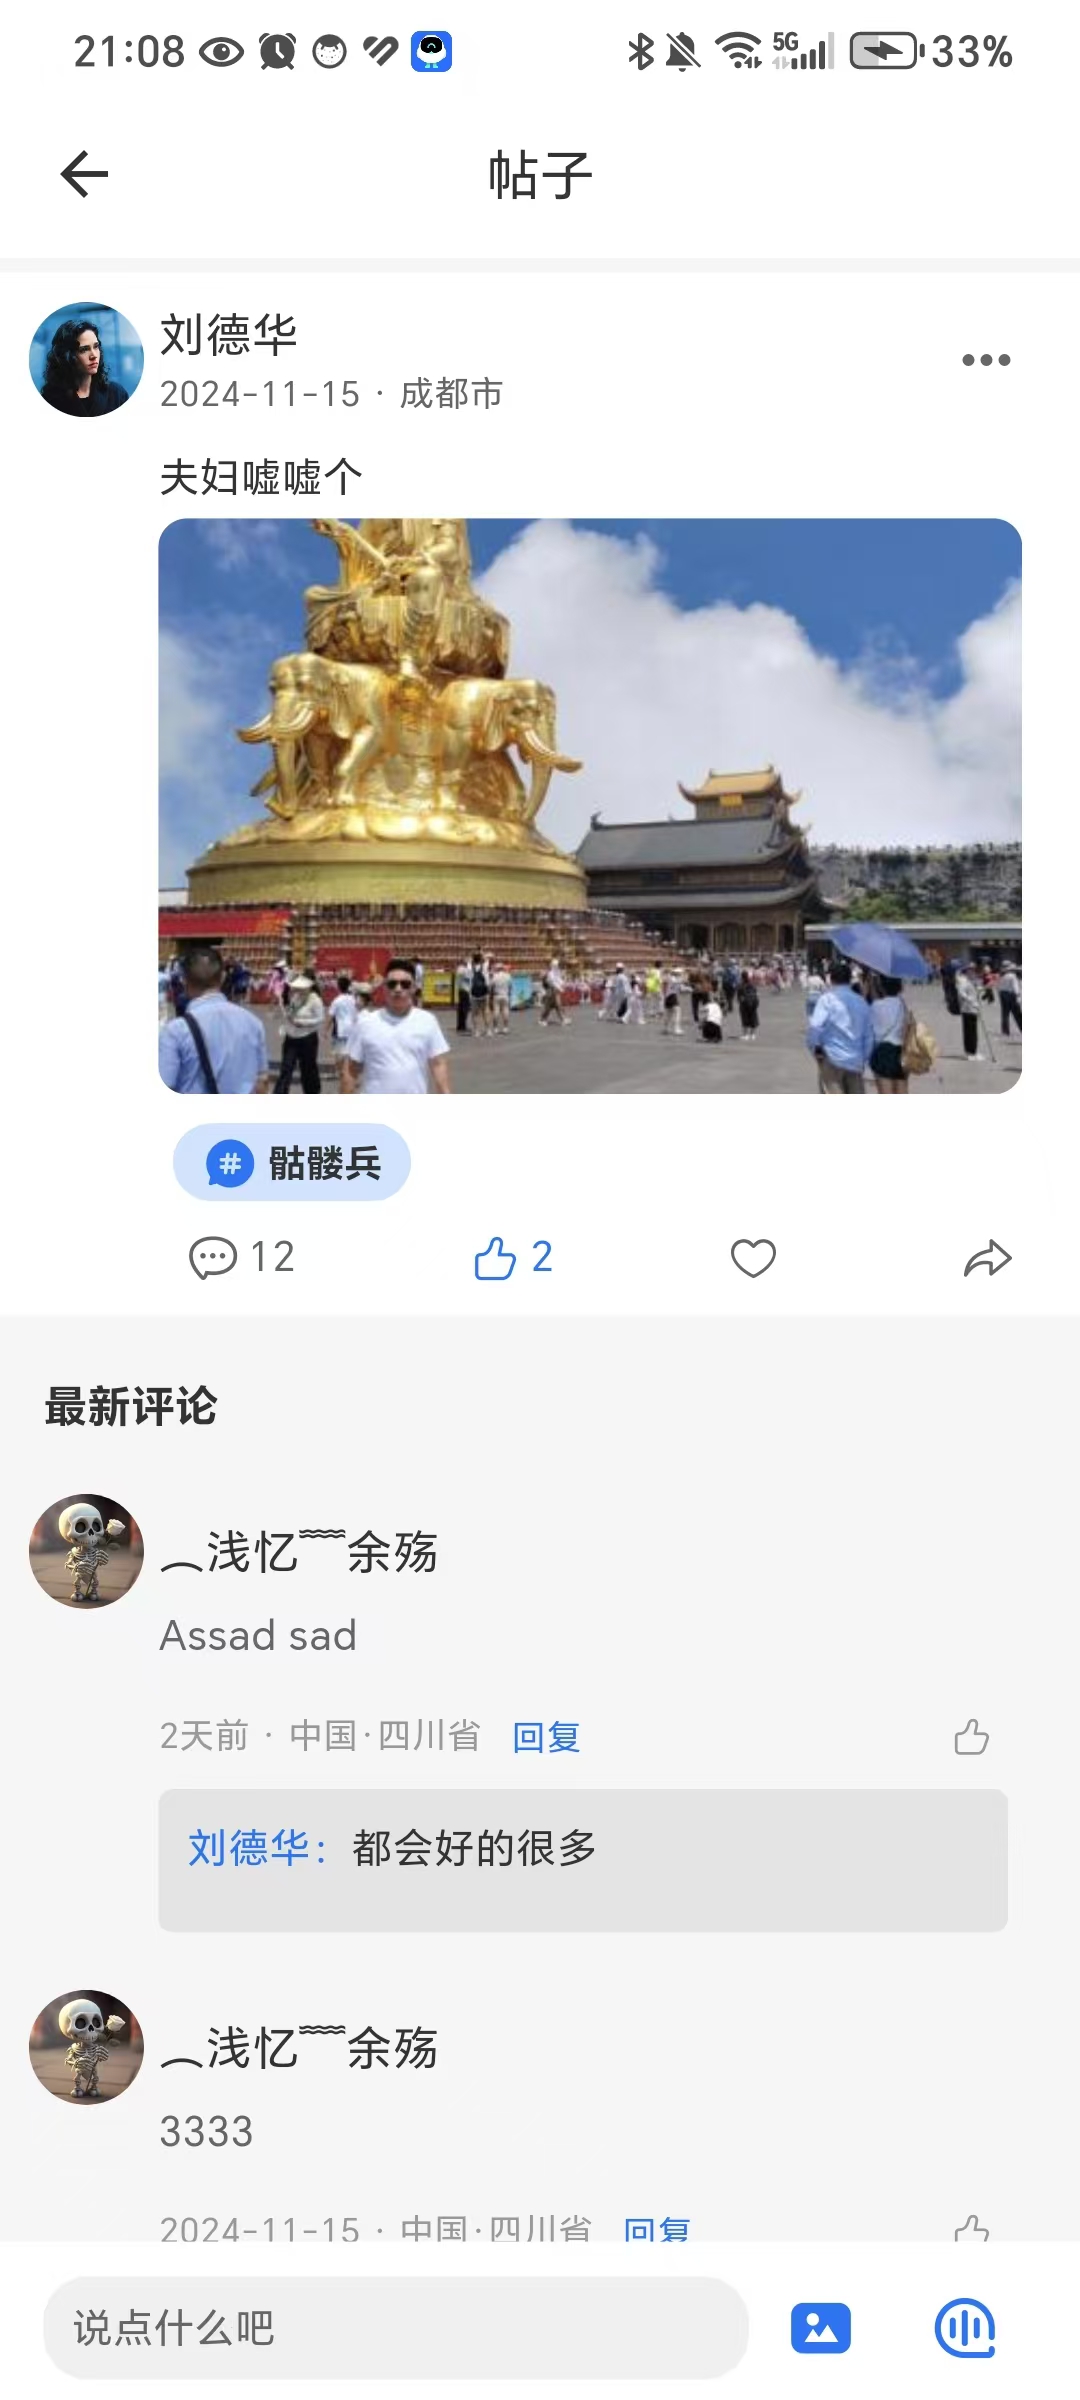 21:08
5G
33%
帖子
刘德华
2024-11-15 · 成都市
夫妇嘘嘘个
# 骷髅兵
12
2
最新评论
︵浅忆﹌余殇
Assad sad
2天前 · 中国·四川省 回复
刘德华：都会好的很多
︵浅忆﹌余殇
3333
2024-11-15 · 中国·四川省 回复
说点什么吧